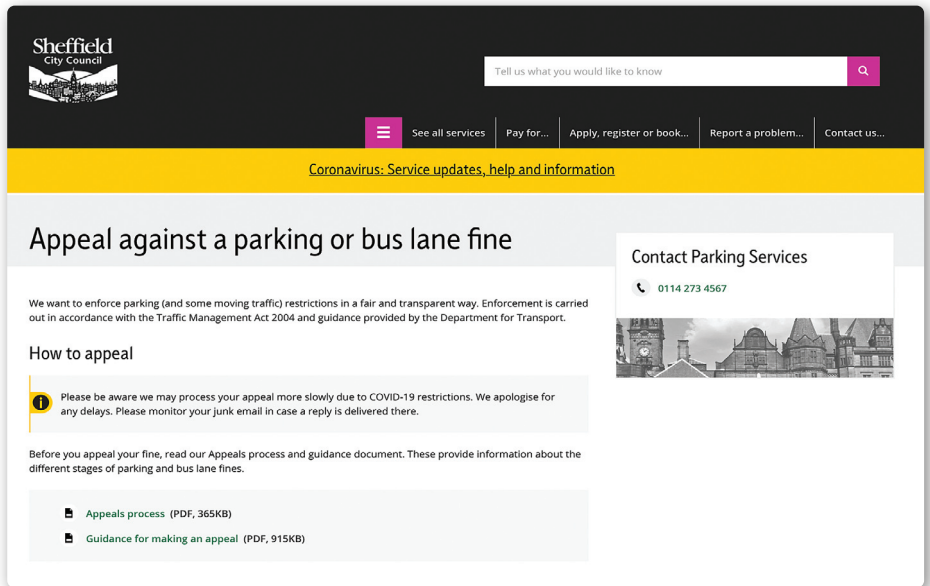 Sheffield
City Council
Tell us what you would like to know
See all services
Pay for...
Apply, register or book...
Report a problem...
Contact us...
Coronavirus: Service updates, help and information
Appeal against a parking or bus lane fine
Contact Parking Services
0114 273 4567
We want to enforce parking (and some moving traffic) restrictions in a fair and transparent way. Enforcement is carried
out in accordance with the Traffic Management Act 2004 and guidance provided by the Department for Transport.
How to appeal
Please be aware we may process your appeal more slowly due to COVID-19 restrictions. We apologise for
any delays. Please monitor your junk email in case a reply is delivered there.
Before you appeal your fine, read our Appeals process and guidance document. These provide information about the
different stages of parking and bus lane fines.
Appeals process (PDF, 365KB)
Guidance for making an appeal (PDF, 915KB)